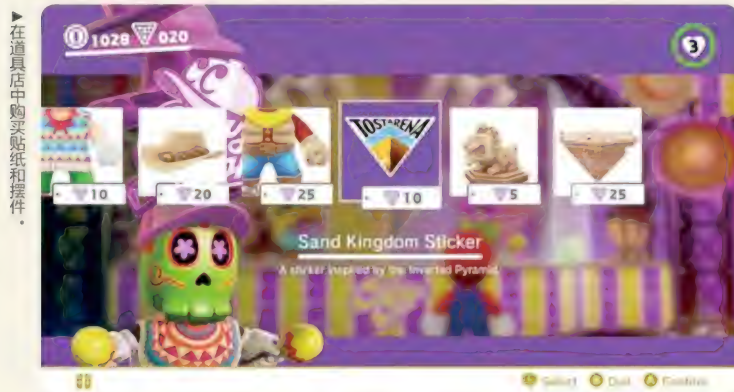 ▶在道具店中购买贴纸和摆件。
1028 020
3
TOSTARENA
10
20
25
10
5
25
Sand Kingdom Sticker
A sticker inspired by the Inverted Pyramid.
Select